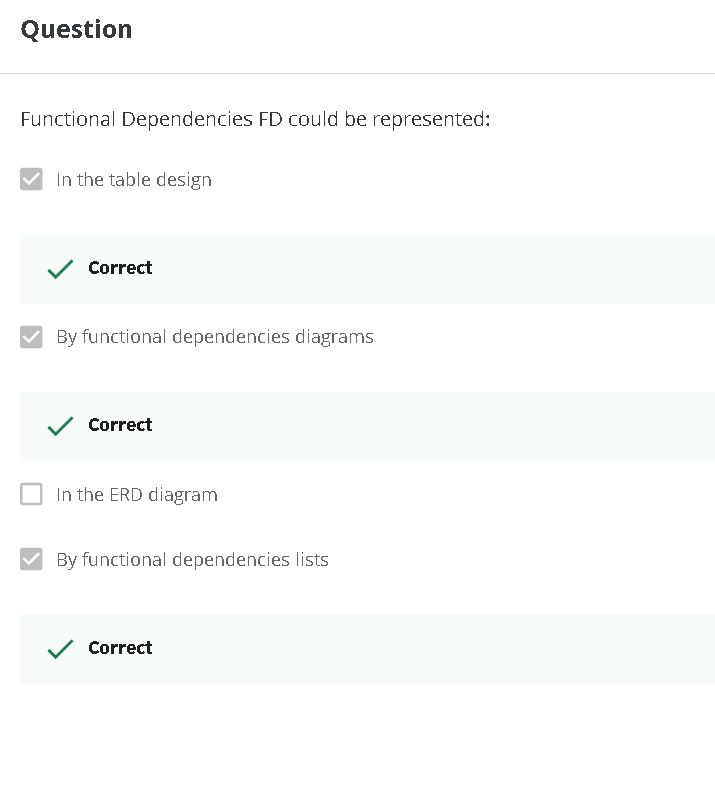 Question
Functional Dependencies FD could be represented:
In the table design
Correct
By functional dependencies diagrams
Correct
In the ERD diagram
By functional dependencies lists
Correct